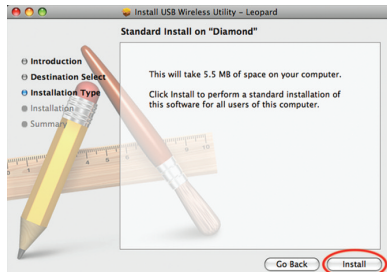 Install USB Wireless Utility - Leopard
Standard Install on "Diamond"
Introduction
Destination Select
Installation Type
Installation
Summary
This will take 5.5 MB of space on your computer.
Click Install to perform a standard installation of
this software for all users of this computer.
Go Back
Install